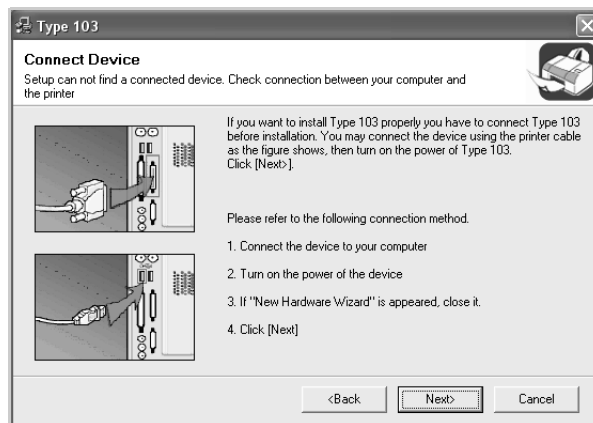 Type 103
Connect Device
Setup can not find a connected device. Check connection between your computer and
the printer
If you want to install Type 103 properly you have to connect Type 103
before installation. You may connect the device using the printer cable
as the figure shows, then turn on the power of Type 103.
Click [Next>].
Please refer to the following connection method.
1. Connect the device to your computer
2. Turn on the power of the device
3. If "New Hardware Wizard" is appeared, close it.
4. Click [Next]
<Back
Next>
Cancel